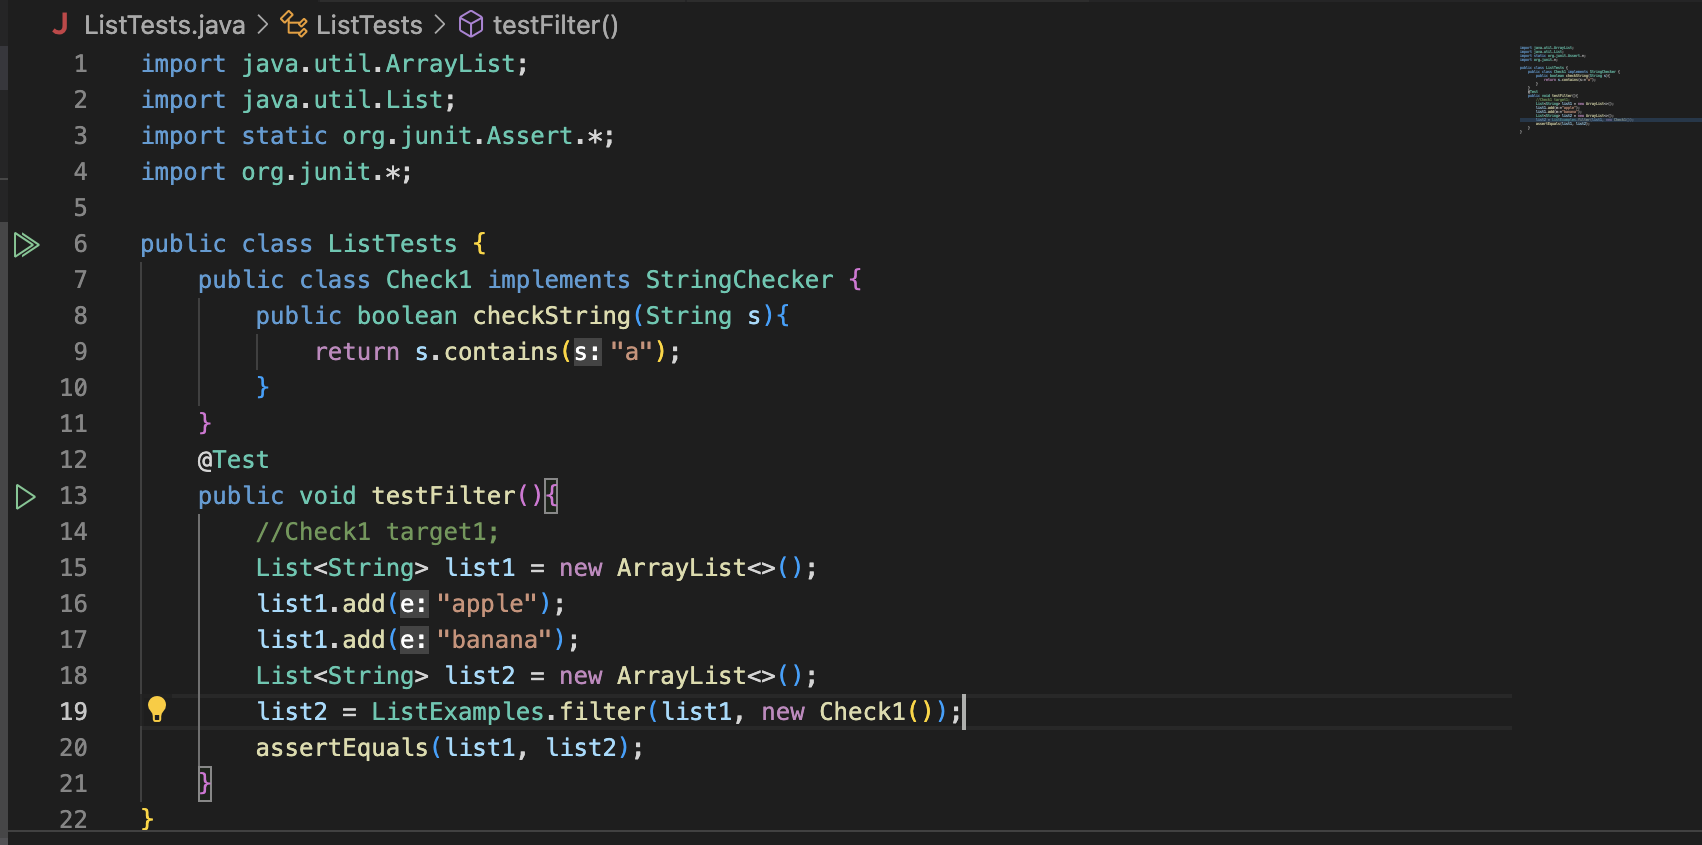 ListTests.java > ListTests > testFilter()
1 import java.util.ArrayList;
2 import java.util.List;
3 import static org.junit.Assert.*;
4 import org.junit.*;
5
6 public class ListTests {
7 public class Check1 implements StringChecker {
8 public boolean checkString(String s){
9 return s.contains(s: "a");
10 }
11 }
12 @Test
13 public void testFilter(){
14 //Check1 target1;
15 List<String> list1 = new ArrayList<>();
16 list1.add(e: "apple");
17 list1.add(e: "banana");
18 List<String> list2 = new ArrayList<>();
19 list2 = ListExamples.filter(list1, new Check1());
20 assertEquals(list1, list2);
21 }
22 }